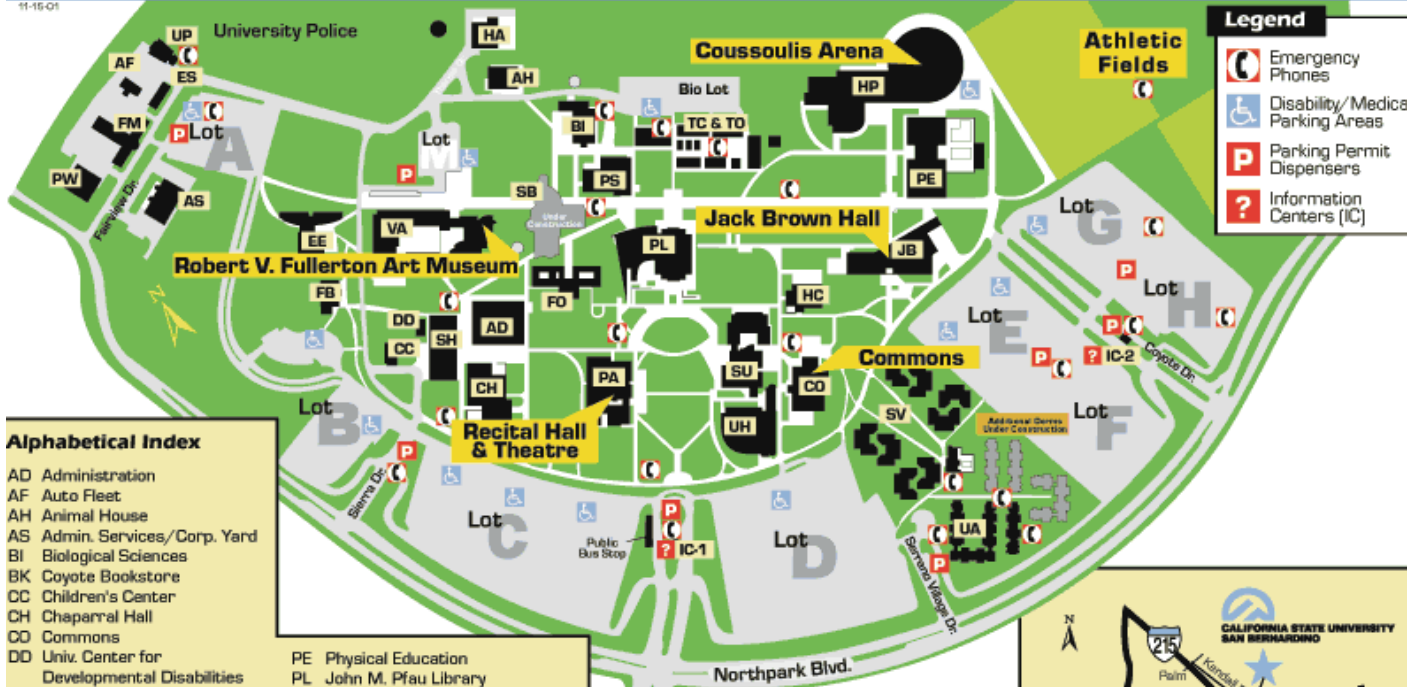 11-15-01
University Police
UP
HA
AF
ES
AH
Coussoulis Arena
HP
Athletic
Fields
Legend
Emergency
Phones
Disability/Medica
Parking Areas
P
Parking Permit
Dispensers
?
Information
Centers (IC)
FM
P
Lot
A
PW
AS
Fairview Dr.
Lot
M
P
BI
Bio Lot
TC & TO
PS
SB
Under
Construction
PE
EE
VA
Robert V. Fullerton Art Museum
PL
Jack Brown Hall
JB
Lot
G
P
Lot
H
N
FB
FO
HC
DD
AD
SH
CC
CH
PA
SU
CO
UH
Commons
Lot
E
P
P
? IC-2
Coyote Dr.
Recital Hall
& Theatre
Lot
B
P
Sierra Dr.
SV
Additional Dorms
Under Construction
Lot
F
Lot
C
Public
Bus Stop
P
? IC-1
Lot
D
UA
P
Serrano Village Dr.
Northpark Blvd.
Alphabetical Index
AD Administration
AF Auto Fleet
AH Animal House
AS Admin. Services/Corp. Yard
BI Biological Sciences
BK Coyote Bookstore
CC Children's Center
CH Chaparral Hall
CO Commons
DD Univ. Center for
Developmental Disabilities
PE Physical Education
PL John M. Pfau Library
N
215
Palm
Kendall
CALIFORNIA STATE UNIVERSITY
SAN BERNARDINO